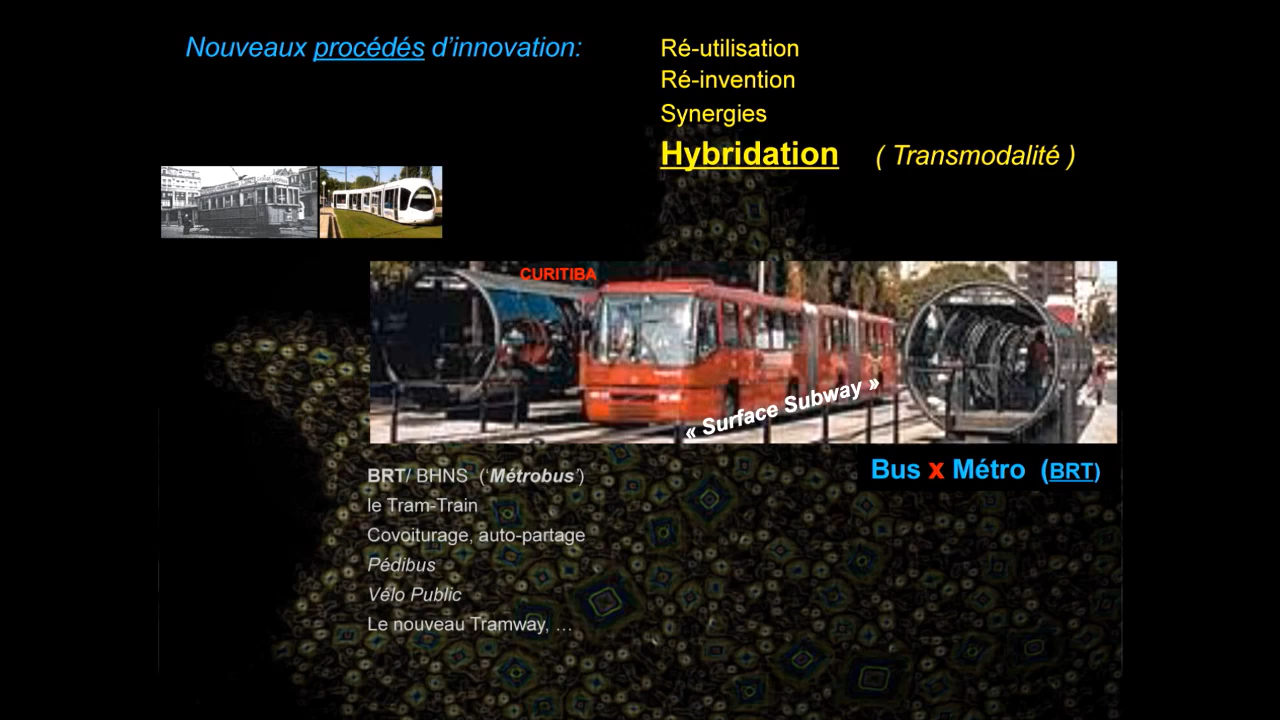 Nouveaux procédés d'innovation:
Ré-utilisation
Ré-invention
Synergies
Hybridation ( Transmodalité )
CURITIBA
« Surface Subway »
Bus x Métro (BRT)
BRT/ BHNS ('Métrobus')
le Tram-Train
Covoiturage, auto-partage
Pédibus
Vélo Public
Le nouveau Tramway, …